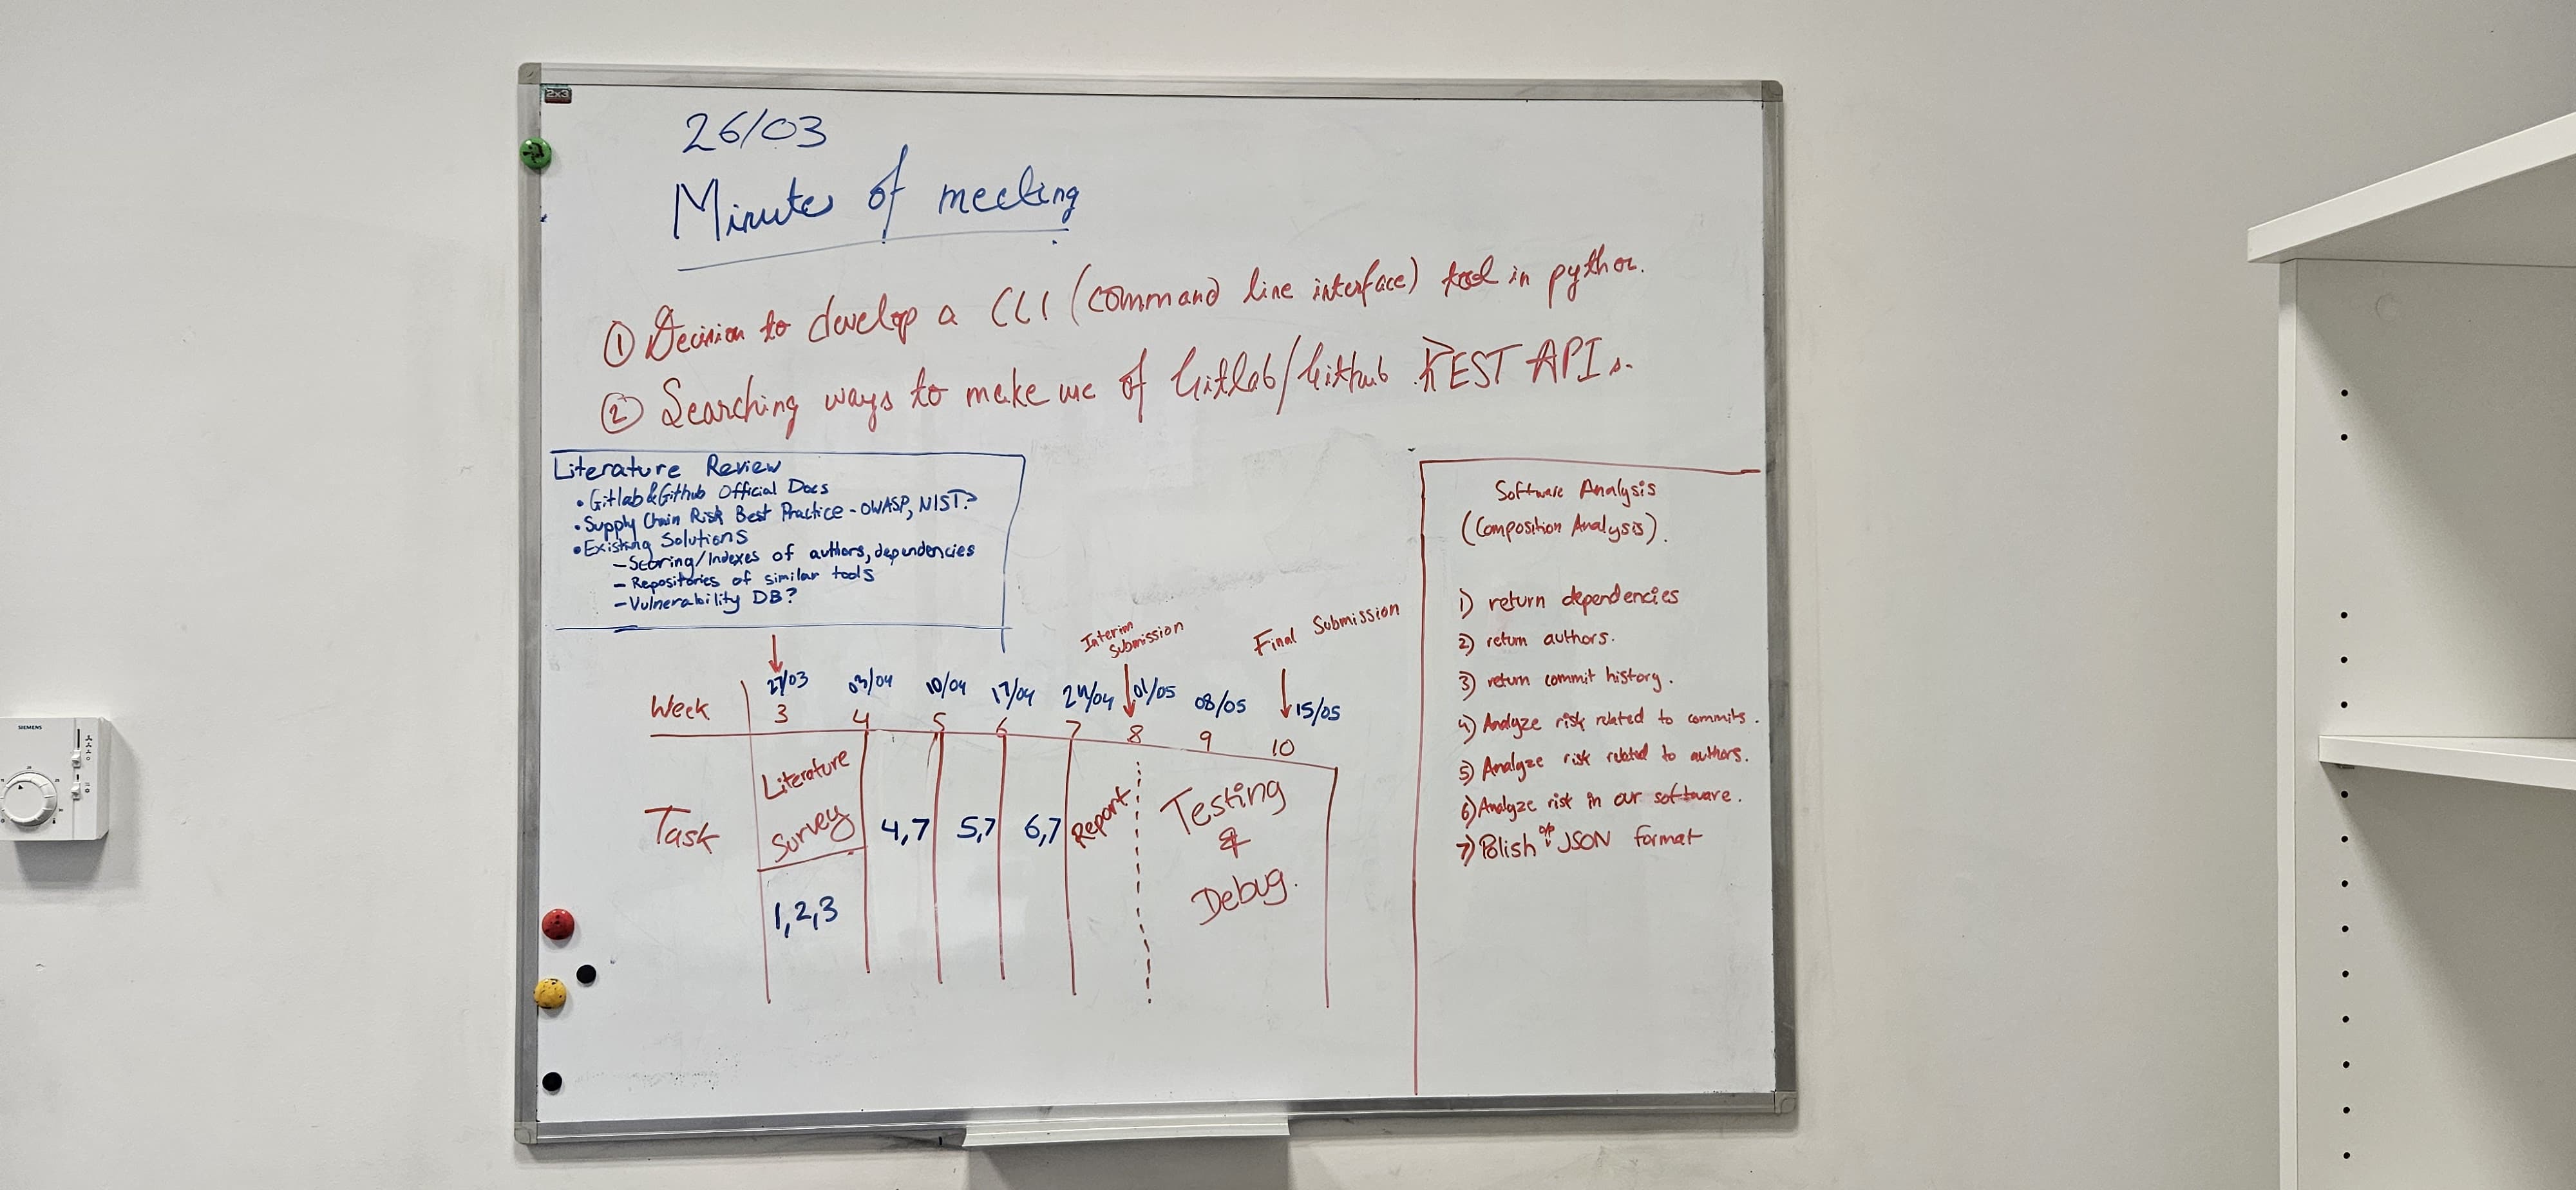 2x3
26/03
Minutes of meeting
① Decision to develop a CLI (command line interface) tool in python.
② Searching ways to make use of Gitlab/Github REST APIs.
Literature Review
• Gitlab & Github Official Docs
• Supply Chain Risk Best Practice - OWASP, NIST?
• Existing Solutions
- Scoring/Indexes of authors, dependencies
- Repositories of similar tools
- Vulnerability DB?
Interim Submission
Final Submission
27/03 03/04 10/04 17/04 24/04 01/05 08/05 15/05
Week 3 4 5 6 7 8 9 10
Task
Literature
Survey
1,2,3
4,7
5,7
6,7
Report
Testing
&
Debug.
Software Analysis
(Composition Analysis).
1) return dependencies
2) return authors.
3) return commit history.
4) Analyze risk related to commits.
5) Analyze risk related to authors.
6) Analyze risk in our software.
7) Polish o/p JSON format
SIEMENS